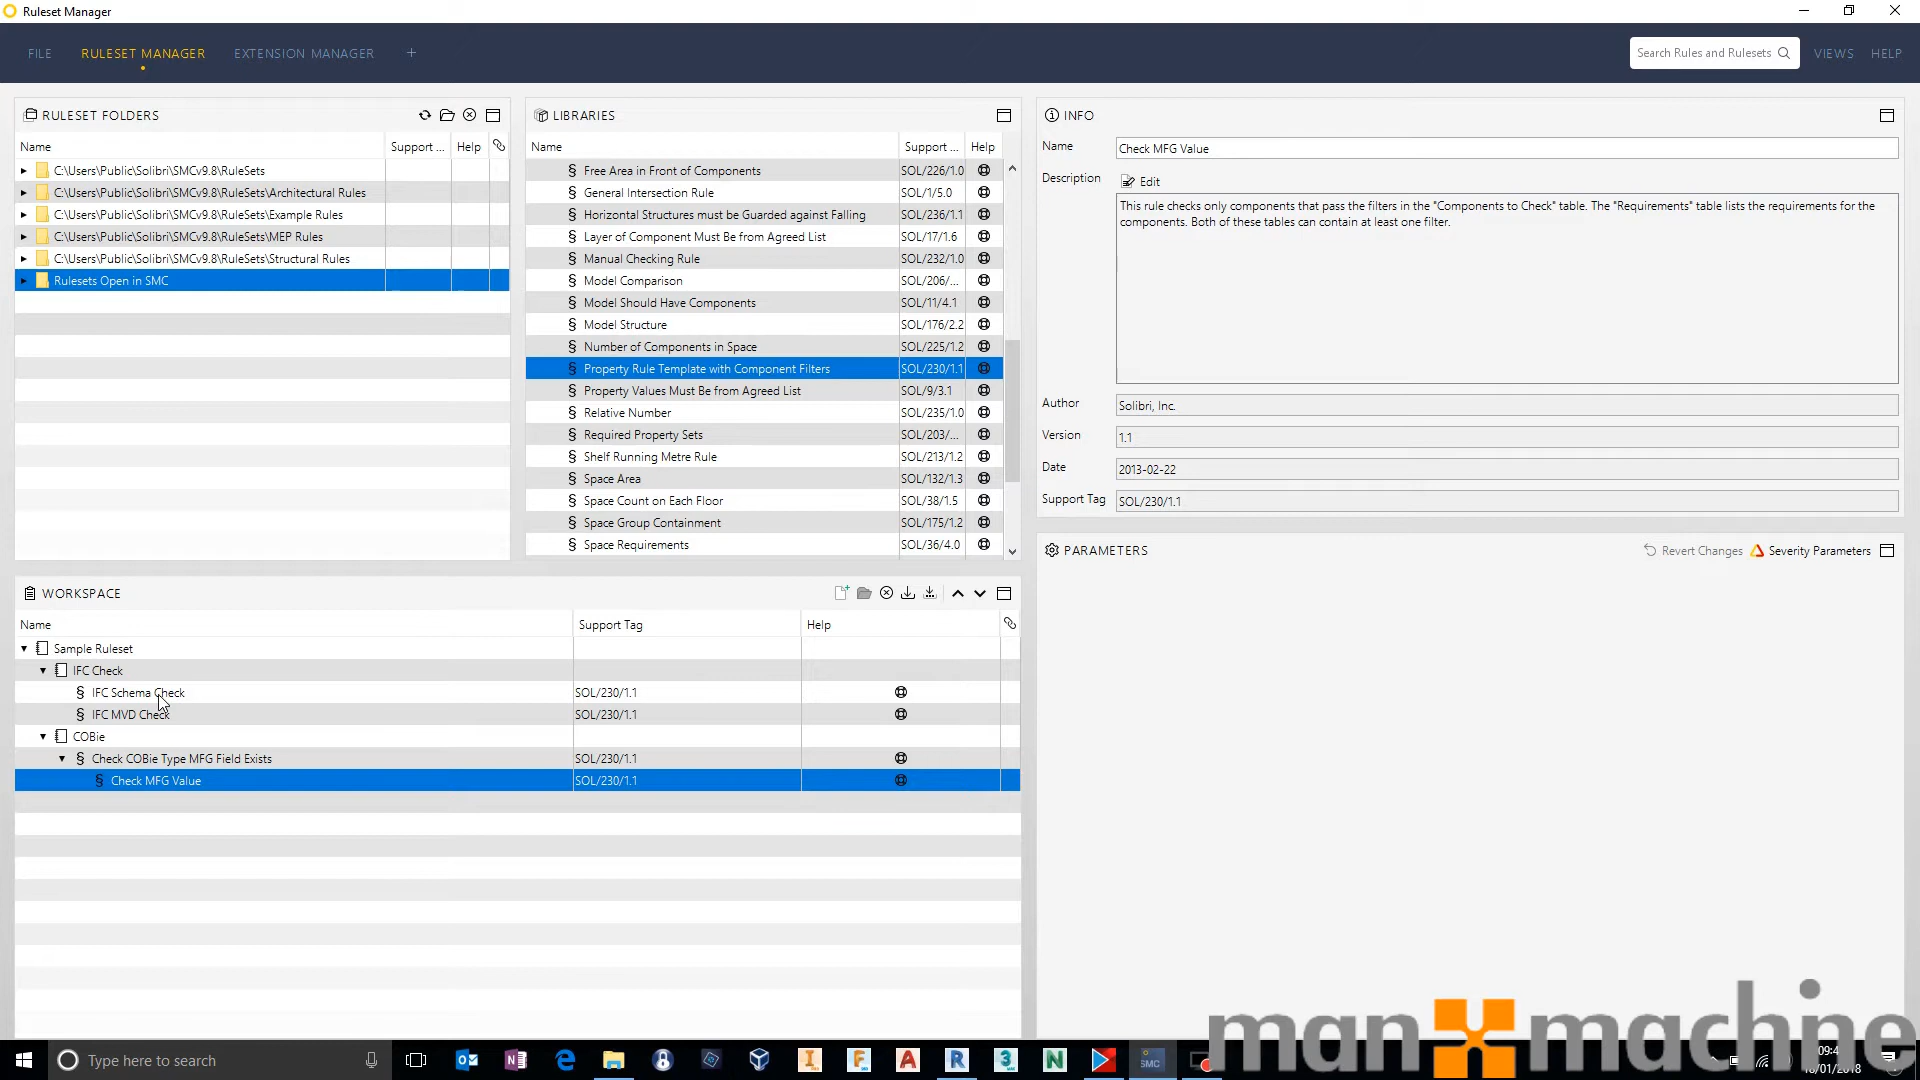 Ruleset Manager
FILE RULESET MANAGER EXTENSION MANAGER +
Search Rules and Rulesets VIEWS HELP
RULESET FOLDERS
Name Support ... Help
C:\Users\Public\Solibri\SMCv9.8\RuleSets
C:\Users\Public\Solibri\SMCv9.8\RuleSets\Architectural Rules
C:\Users\Public\Solibri\SMCv9.8\RuleSets\Example Rules
C:\Users\Public\Solibri\SMCv9.8\RuleSets\MEP Rules
C:\Users\Public\Solibri\SMCv9.8\RuleSets\Structural Rules
Rulesets Open in SMC
LIBRARIES
Name Support ... Help
§ Free Area in Front of Components SOL/226/1.0
§ General Intersection Rule SOL/1/5.0
§ Horizontal Structures must be Guarded against Falling SOL/236/1.1
§ Layer of Component Must Be from Agreed List SOL/17/1.6
§ Manual Checking Rule SOL/232/1.0
§ Model Comparison SOL/206/...
§ Model Should Have Components SOL/11/4.1
§ Model Structure SOL/176/2.2
§ Number of Components in Space SOL/225/1.2
§ Property Rule Template with Component Filters SOL/230/1.1
§ Property Values Must Be from Agreed List SOL/9/3.1
§ Relative Number SOL/235/1.0
§ Required Property Sets SOL/203/...
§ Shelf Running Metre Rule SOL/213/1.2
§ Space Area SOL/132/1.3
§ Space Count on Each Floor SOL/38/1.5
§ Space Group Containment SOL/175/1.2
§ Space Requirements SOL/36/4.0
INFO
Name Check MFG Value
Description Edit
This rule checks only components that pass the filters in the "Components to Check" table. The "Requirements" table lists the requirements for the
components. Both of these tables can contain at least one filter.
Author Solibri, Inc.
Version 1.1
Date 2013-02-22
Support Tag SOL/230/1.1
WORKSPACE
Name Support Tag Help
Sample Ruleset
IFC Check
§ IFC Schema Check SOL/230/1.1
§ IFC MVD Check SOL/230/1.1
COBie
§ Check COBie Type MFG Field Exists SOL/230/1.1
§ Check MFG Value SOL/230/1.1
PARAMETERS Revert Changes Severity Parameters
man machine
Type here to search
SMC